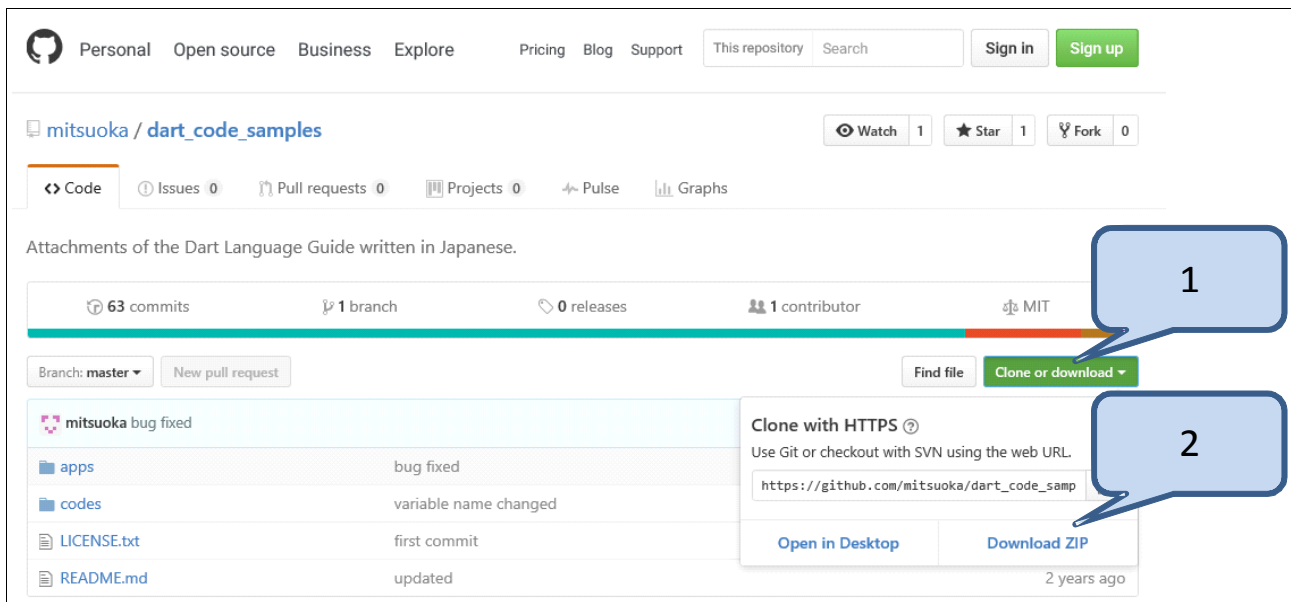 Personal Open source Business Explore Pricing Blog Support This repository Search Sign in Sign up
mitsuoka / dart_code_samples Watch 1 Star 1 Fork 0
Code Issues 0 Pull requests 0 Projects 0 Pulse Graphs
Attachments of the Dart Language Guide written in Japanese.
1
63 commits 1 branch 0 releases 1 contributor MIT
Branch: master New pull request Find file Clone or download
2
mitsuoka bug fixed
Clone with HTTPS ?
Use Git or checkout with SVN using the web URL.
apps bug fixed
https://github.com/mitsuoka/dart_code_samp
codes variable name changed
LICENSE.txt first commit
Open in Desktop Download ZIP
README.md updated 2 years ago